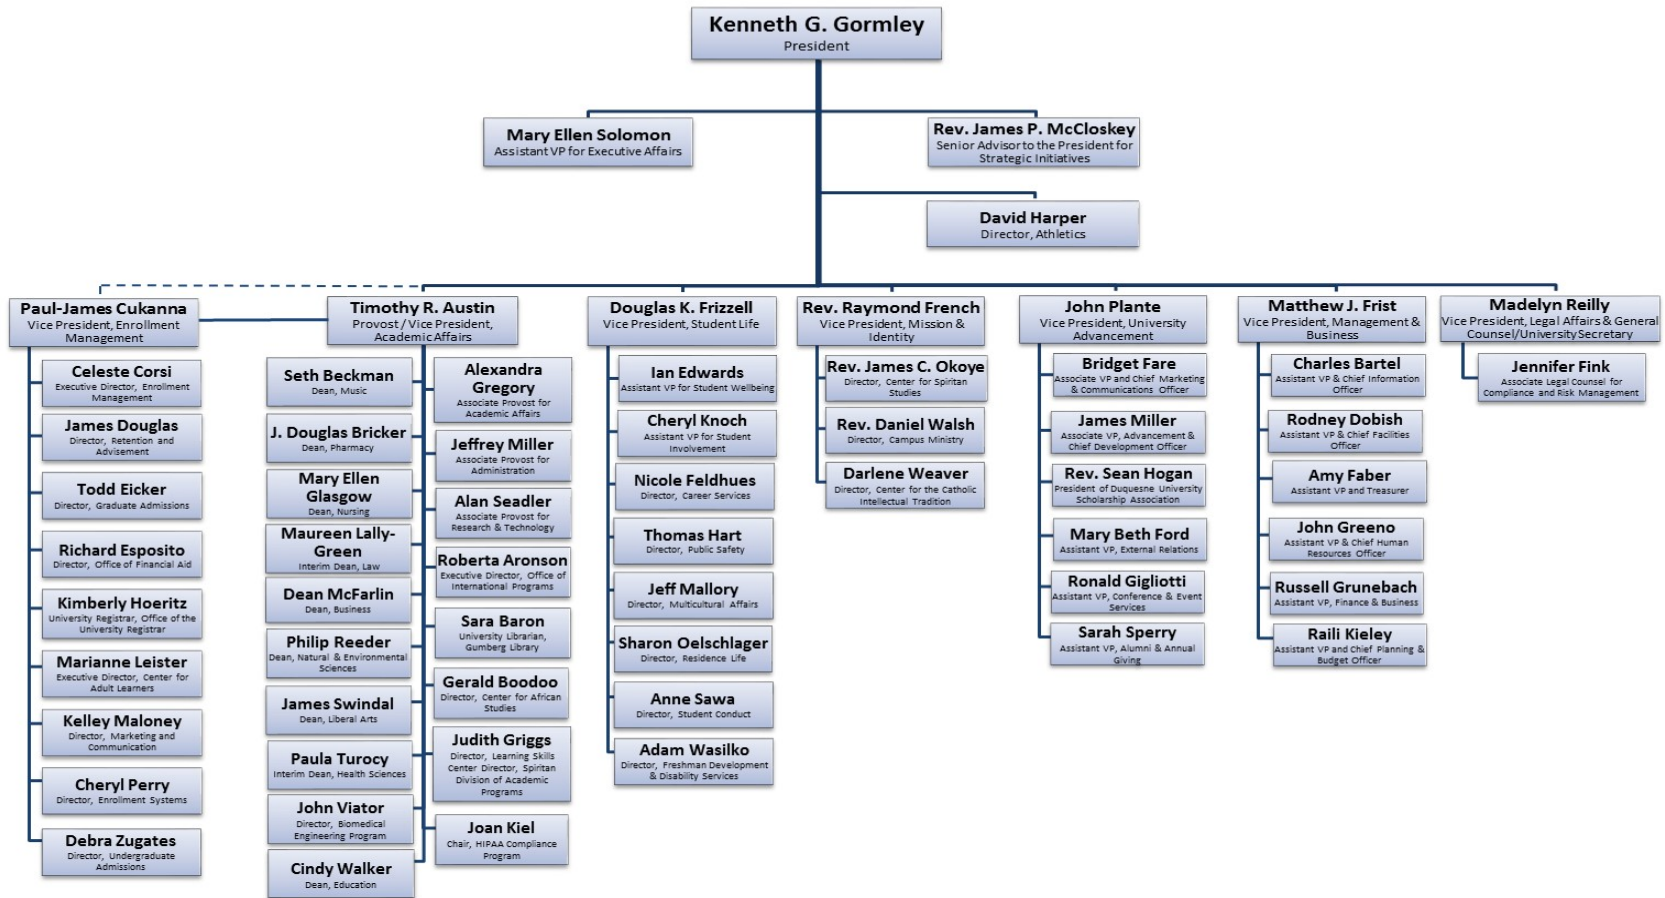 Kenneth G. Gormley
President
Mary Ellen Solomon
Assistant VP for Executive Affairs
Rev. James P. McCloskey
Senior Advisor to the President for
Strategic Initiatives
David Harper
Director, Athletics
Paul-James Cukanna
Vice President, Enrollment
Management
Celeste Corsi
Executive Director, Enrollment
Management
James Douglas
Director, Retention and
Advisement
Todd Eicker
Director, Graduate Admissions
Richard Esposito
Director, Office of Financial Aid
Kimberly Hoeritz
University Registrar, Office of the
University Registrar
Marianne Leister
Executive Director, Center for
Adult Learners
Kelley Maloney
Director, Marketing and
Communication
Cheryl Perry
Director, Enrollment Systems
Debra Zugates
Director, Undergraduate
Admissions
Timothy R. Austin
Provost / Vice President,
Academic Affairs
Seth Beckman
Dean, Music
J. Douglas Bricker
Dean, Pharmacy
Mary Ellen
Glasgow
Dean, Nursing
Maureen Lally-
Green
Interim Dean, Law
Dean McFarlin
Dean, Business
Philip Reeder
Dean, Natural & Environmental
Sciences
James Swindal
Dean, Liberal Arts
Paula Turocy
Interim Dean, Health Sciences
John Viator
Director, Biomedical
Engineering Program
Cindy Walker
Dean, Education
Alexandra
Gregory
Associate Provost for
Academic Affairs
Jeffrey Miller
Associate Provost for
Administration
Alan Seadler
Associate Provost for
Research & Technology
Roberta Aronson
Executive Director, Office of
International Programs
Sara Baron
University Librarian,
Gumberg Library
Gerald Boodoo
Director, Center for African
Studies
Judith Griggs
Director, Learning Skills
Center Director, Spiritan
Division of Academic
Programs
Joan Kiel
Chair, HIPAA Compliance
Program
Douglas K. Frizzell
Vice President, Student Life
Ian Edwards
Assistant VP for Student Wellbeing
Cheryl Knoch
Assistant VP for Student
Involvement
Nicole Feldhues
Director, Career Services
Thomas Hart
Director, Public Safety
Jeff Mallory
Director, Multicultural Affairs
Sharon Oelschlager
Director, Residence Life
Anne Sawa
Director, Student Conduct
Adam Wasilko
Director, Freshman Development
& Disability Services
Rev. Raymond French
Vice President, Mission &
Identity
Rev. James C. Okoye
Director, Center for Spiritan
Studies
Rev. Daniel Walsh
Director, Campus Ministry
Darlene Weaver
Director, Center for the Catholic
Intellectual Tradition
John Plante
Vice President, University
Advancement
Bridget Fare
Associate VP and Chief Marketing
& Communications Officer
James Miller
Associate VP, Advancement &
Chief Development Officer
Rev. Sean Hogan
President of Duquesne University
Scholarship Association
Mary Beth Ford
Assistant VP, External Relations
Ronald Gigliotti
Assistant VP, Conference & Event
Services
Sarah Sperry
Assistant VP, Alumni & Annual
Giving
Matthew J. Frist
Vice President, Management &
Business
Charles Bartel
Assistant VP & Chief Information
Officer
Rodney Dobish
Assistant VP & Chief Facilities
Officer
Amy Faber
Assistant VP and Treasurer
John Greeno
Assistant VP & Chief Human
Resources Officer
Russell Grunebach
Assistant VP, Finance & Business
Raili Kieley
Assistant VP and Chief Planning &
Budget Officer
Madelyn Reilly
Vice President, Legal Affairs & General
Counsel/University Secretary
Jennifer Fink
Associate Legal Counsel for
Compliance and Risk Management